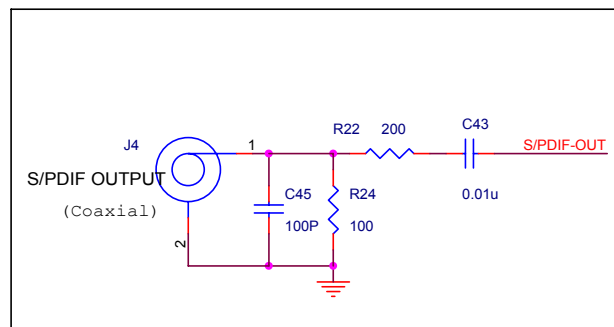 C43
R22 200
J4
1
S/PDIF-OUT
S/PDIF OUTPUT
C45
R24
0.01u
(Coaxial)
100P
100
2